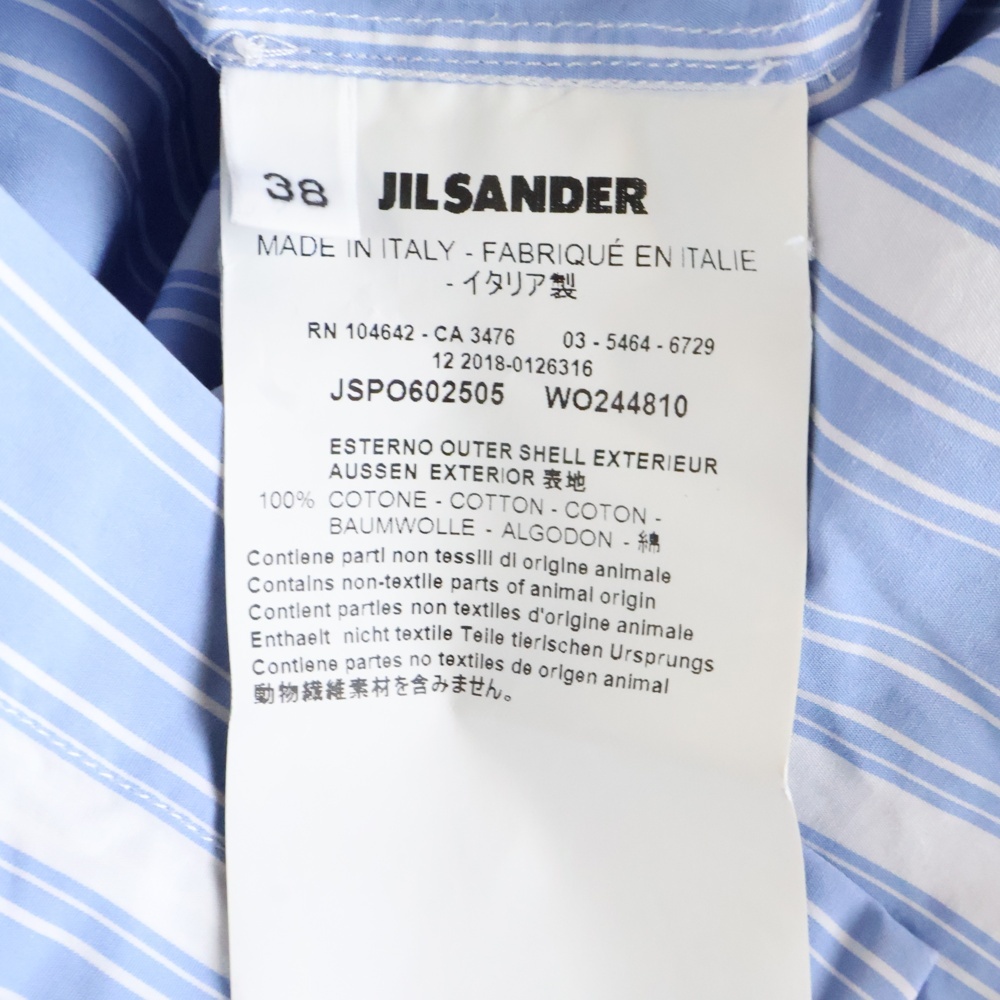 38
JIL SANDER
MADE IN ITALY - FABRIQUÉ EN ITALIE
- イタリア製
RN 104642 - CA 3476 03 - 5464 - 6729
12 2018-0126316
JSPO602505 WO244810
ESTERNO OUTER SHELL EXTERIEUR
AUSSEN EXTERIOR 表地
100% COTONE - COTTON - COTON -
BAUMWOLLE - ALGODON - 綿
Contiene parti non tessili di origine animale
Contains non-textile parts of animal origin
Contient parties non textiles d'origine animale
Enthaelt nicht textile Teile tierischen Ursprungs
Contiene partes no textiles de origen animal
動物繊維素材を含みません。